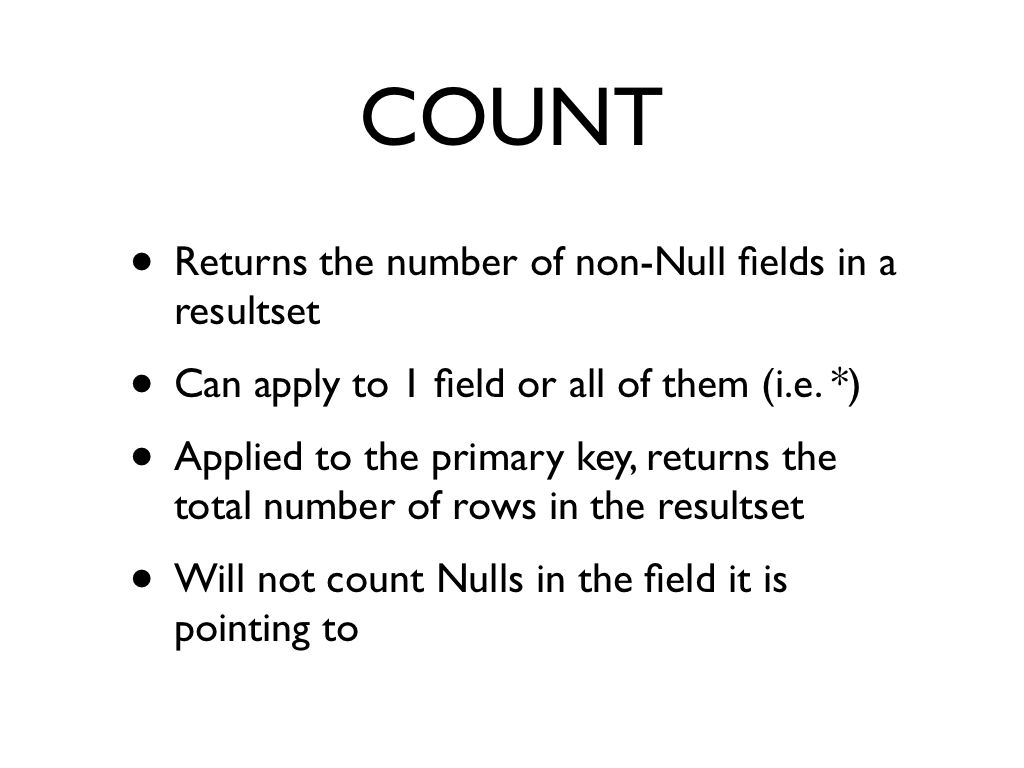 COUNT
• Returns the number of non-Null fields in a
resultset
• Can apply to 1 field or all of them (i.e. *)
• Applied to the primary key, returns the
total number of rows in the resultset
• Will not count Nulls in the field it is
pointing to